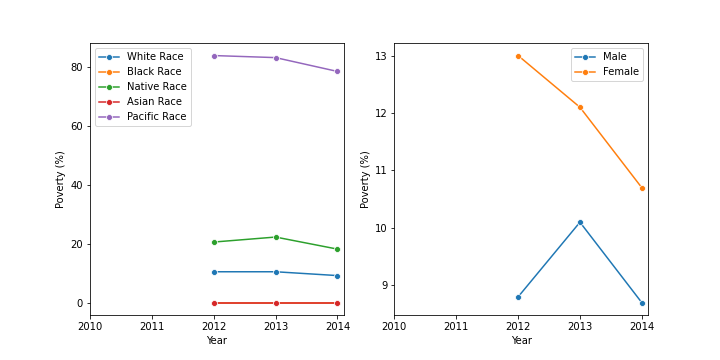 White Race
Black Race
Native Race
Asian Race
Pacific Race
80
60
40
20
0
Poverty (%)
2010 2011 2012 2013 2014
Year
Male
Female
13
12
11
10
9
Poverty (%)
2010 2011 2012 2013 2014
Year